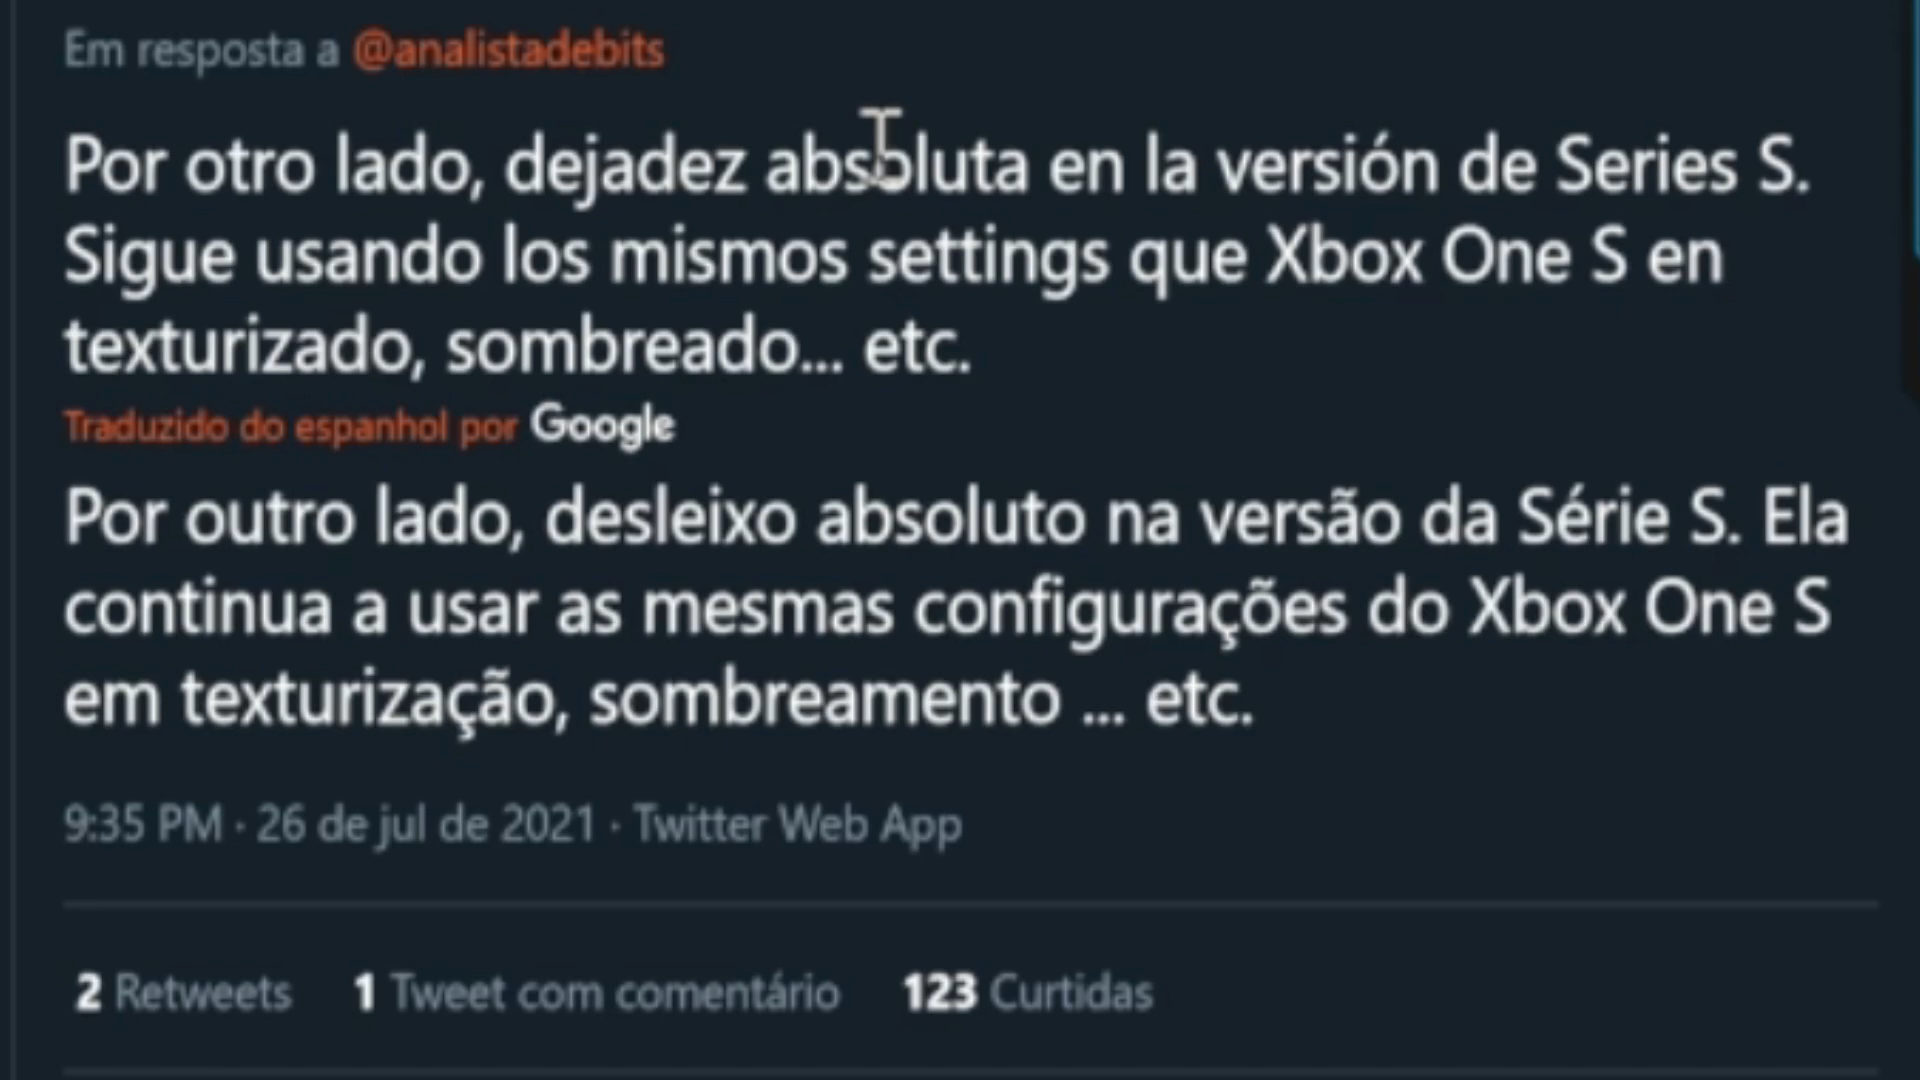 Em resposta a @analistadebits
Por otro lado, dejadez absoluta en la versión de Series S.
Sigue usando los mismos settings que Xbox One S en
texturizado, sombreado... etc.
Traduzido do espanhol por Google
Por outro lado, desleixo absoluto na versão da Série S. Ela
continua a usar as mesmas configurações do Xbox One S
em texturização, sombreamento ... etc.
9:35 PM · 26 de jul de 2021 · Twitter Web App
2 Retweets 1 Tweet com comentário 123 Curtidas